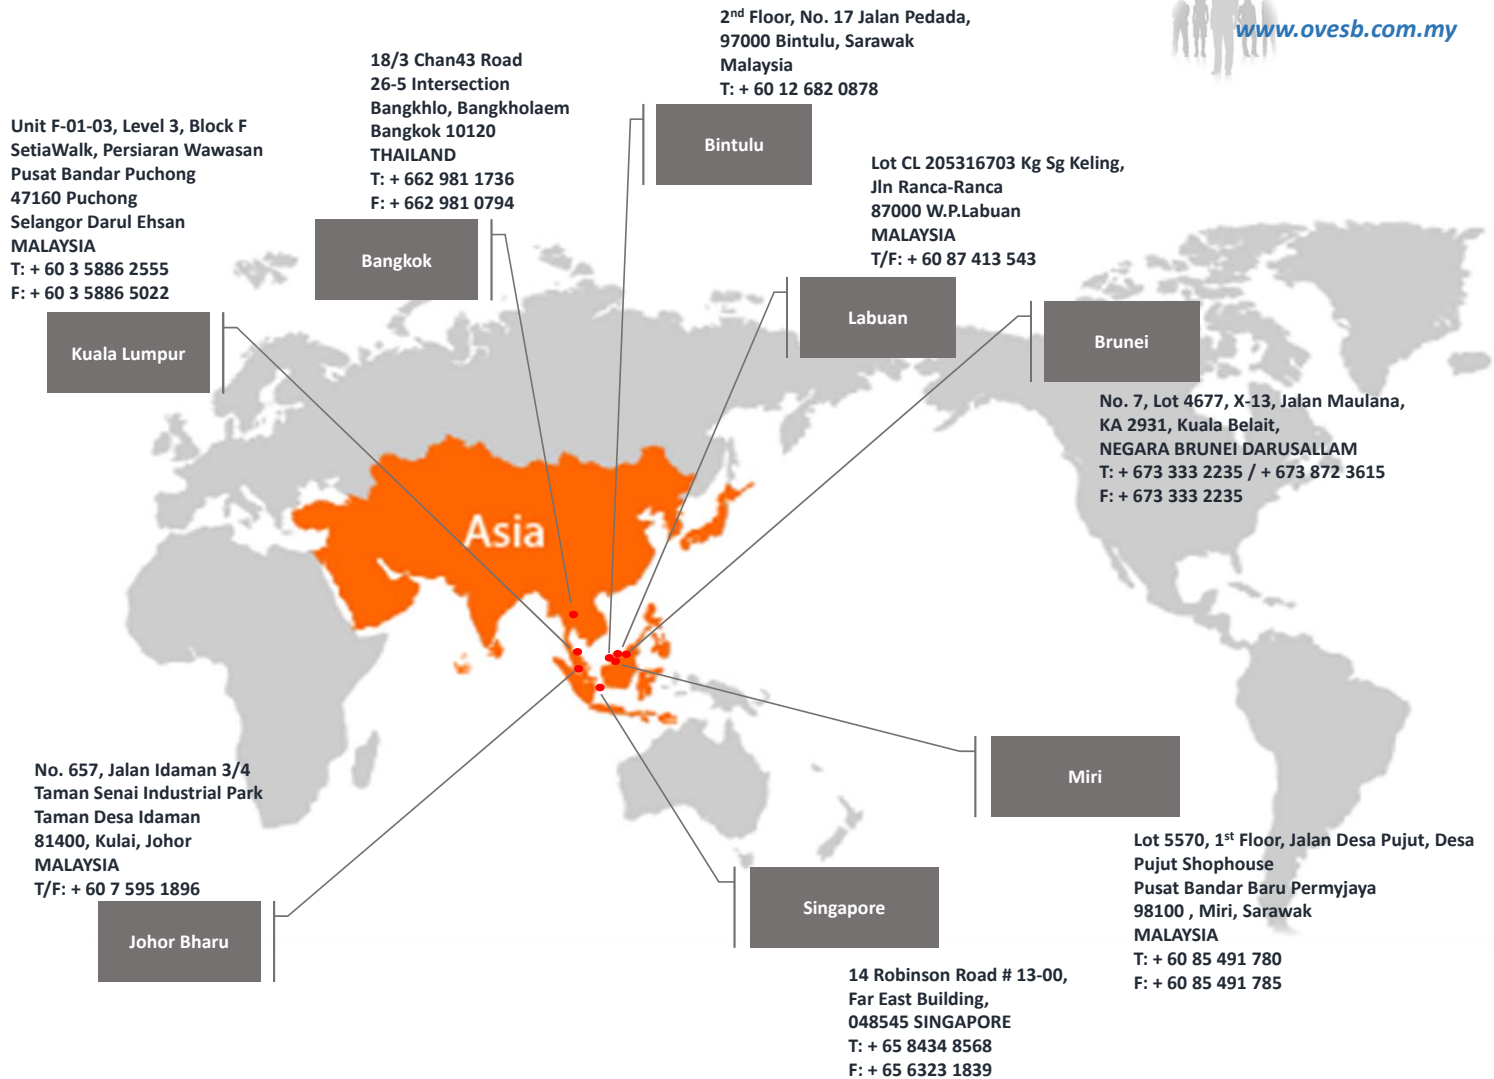 www.ovesb.com.my
2nd Floor, No. 17 Jalan Pedada,
97000 Bintulu, Sarawak
Malaysia
T: + 60 12 682 0878
Bintulu
18/3 Chan43 Road
26-5 Intersection
Bangkhlo, Bangkholaem
Bangkok 10120
THAILAND
T: + 662 981 1736
F: + 662 981 0794
Bangkok
Unit F-01-03, Level 3, Block F
SetiaWalk, Persiaran Wawasan
Pusat Bandar Puchong
47160 Puchong
Selangor Darul Ehsan
MALAYSIA
T: + 60 3 5886 2555
F: + 60 3 5886 5022
Kuala Lumpur
Lot CL 205316703 Kg Sg Keling,
Jln Ranca-Ranca
87000 W.P.Labuan
MALAYSIA
T/F: + 60 87 413 543
Labuan
Brunei
No. 7, Lot 4677, X-13, Jalan Maulana,
KA 2931, Kuala Belait,
NEGARA BRUNEI DARUSALLAM
T: + 673 333 2235 / + 673 872 3615
F: + 673 333 2235
Asia
No. 657, Jalan Idaman 3/4
Taman Senai Industrial Park
Taman Desa Idaman
81400, Kulai, Johor
MALAYSIA
T/F: + 60 7 595 1896
Johor Bharu
Miri
Lot 5570, 1st Floor, Jalan Desa Pujut, Desa
Pujut Shophouse
Pusat Bandar Baru Permyjaya
98100 , Miri, Sarawak
MALAYSIA
T: + 60 85 491 780
F: + 60 85 491 785
Singapore
14 Robinson Road # 13-00,
Far East Building,
048545 SINGAPORE
T: + 65 8434 8568
F: + 65 6323 1839